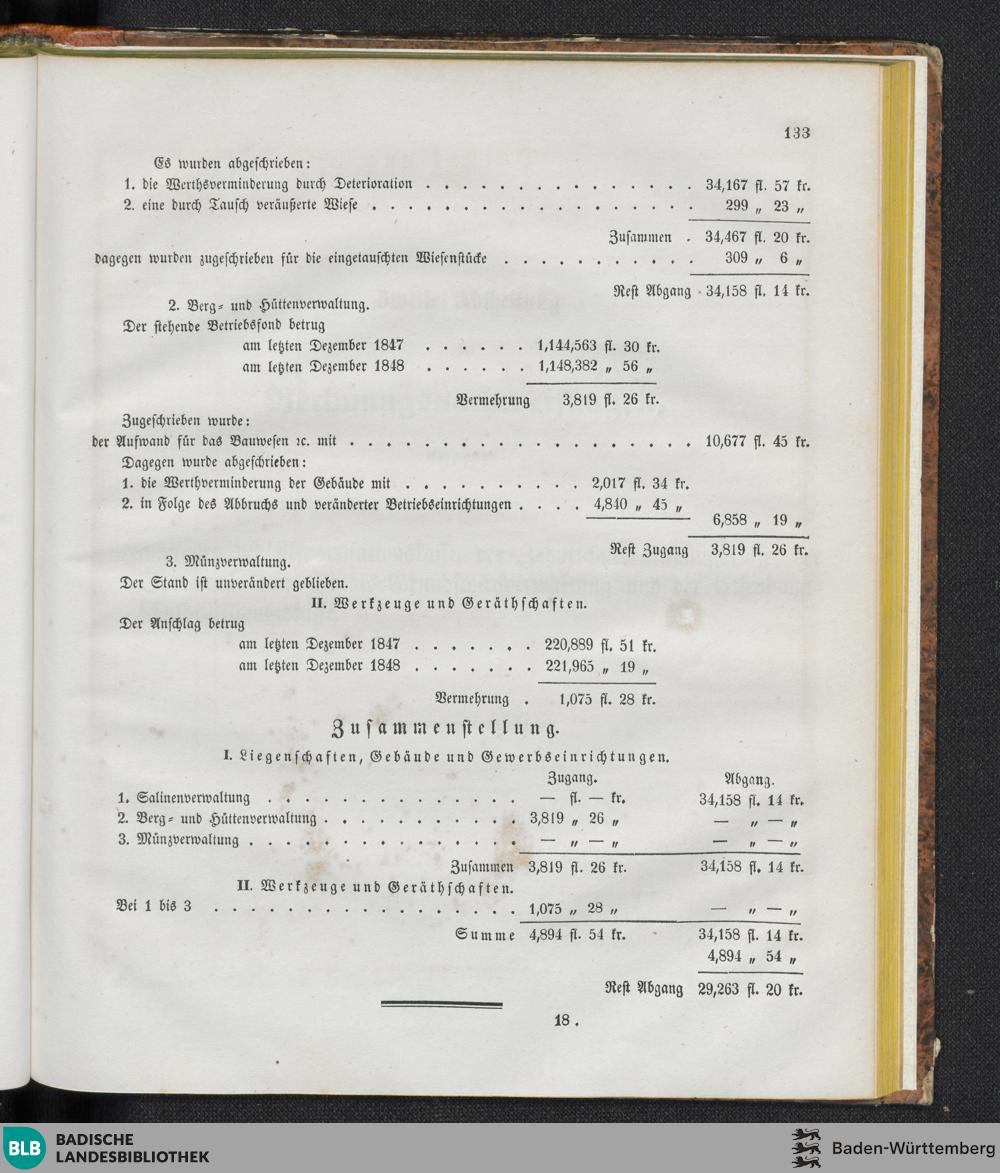 133
Es wurden abgeschrieben:
1. die Werthsverminderung durch Deterioration . . . . . . . . . . . . . . . 34,167 fl. 57 kr.
2. eine durch Tausch veräußerte Wiese . . . . . . . . . . . . . . . . . . 299 „ 23 „
Zusammen . 34,467 fl. 20 kr.
dagegen wurden zugeschrieben für die eingetauschten Wiesenstücke . . . . . . . . . . . 309 „ 6 „
Rest Abgang . 34,158 fl. 14 kr.
2. Berg- und Hüttenverwaltung.
Der stehende Betriebsfond betrug
am letzten Dezember 1847 . . . . . . 1,144,563 fl. 30 kr.
am letzten Dezember 1848 . . . . . . 1,148,382 „ 56 „
Vermehrung 3,819 fl. 26 kr.
Zugeschrieben wurde:
der Aufwand für das Bauwesen ꝛc. mit . . . . . . . . . . . . . . . . . . 10,677 fl. 45 kr.
Dagegen wurde abgeschrieben:
1. die Werthverminderung der Gebäude mit . . . . . . . . . . 2,017 fl. 34 kr.
2. in Folge des Abbruchs und veränderter Betriebseinrichtungen . . . . 4,840 „ 45 „
6,858 „ 19 „
Rest Zugang 3,819 fl. 26 kr.
3. Münzverwaltung.
Der Stand ist unverändert geblieben.
II. Werkzeuge und Geräthschaften.
Der Anschlag betrug
am letzten Dezember 1847 . . . . . . . 220,889 fl. 51 kr.
am letzten Dezember 1848 . . . . . . . 221,965 „ 19 „
Vermehrung . 1,075 fl. 28 kr.
Zusammenstellung.
I. Liegenschaften, Gebäude und Gewerbseinrichtungen.
Zugang. Abgang.
1. Salinenverwaltung . . . . . . . . . . . . . — fl. — kr. 34,158 fl. 14 kr.
2. Berg- und Hüttenverwaltung . . . . . . . . . . 3,819 „ 26 „ — „ — „
3. Münzverwaltung . . . . . . . . . . . . . . — „ — „ — „ — „
Zusammen 3,819 fl. 26 kr. 34,158 fl. 14 kr.
II. Werkzeuge und Geräthschaften.
Bei 1 bis 3 . . . . . . . . . . . . . . . . 1,075 „ 28 „ — „ — „
Summe 4,894 fl. 54 kr. 34,158 fl. 14 kr.
4,894 „ 54 „
Rest Abgang 29,263 fl. 20 kr.
18.
BLB BADISCHE
LANDESBIBLIOTHEK
Baden-Württemberg